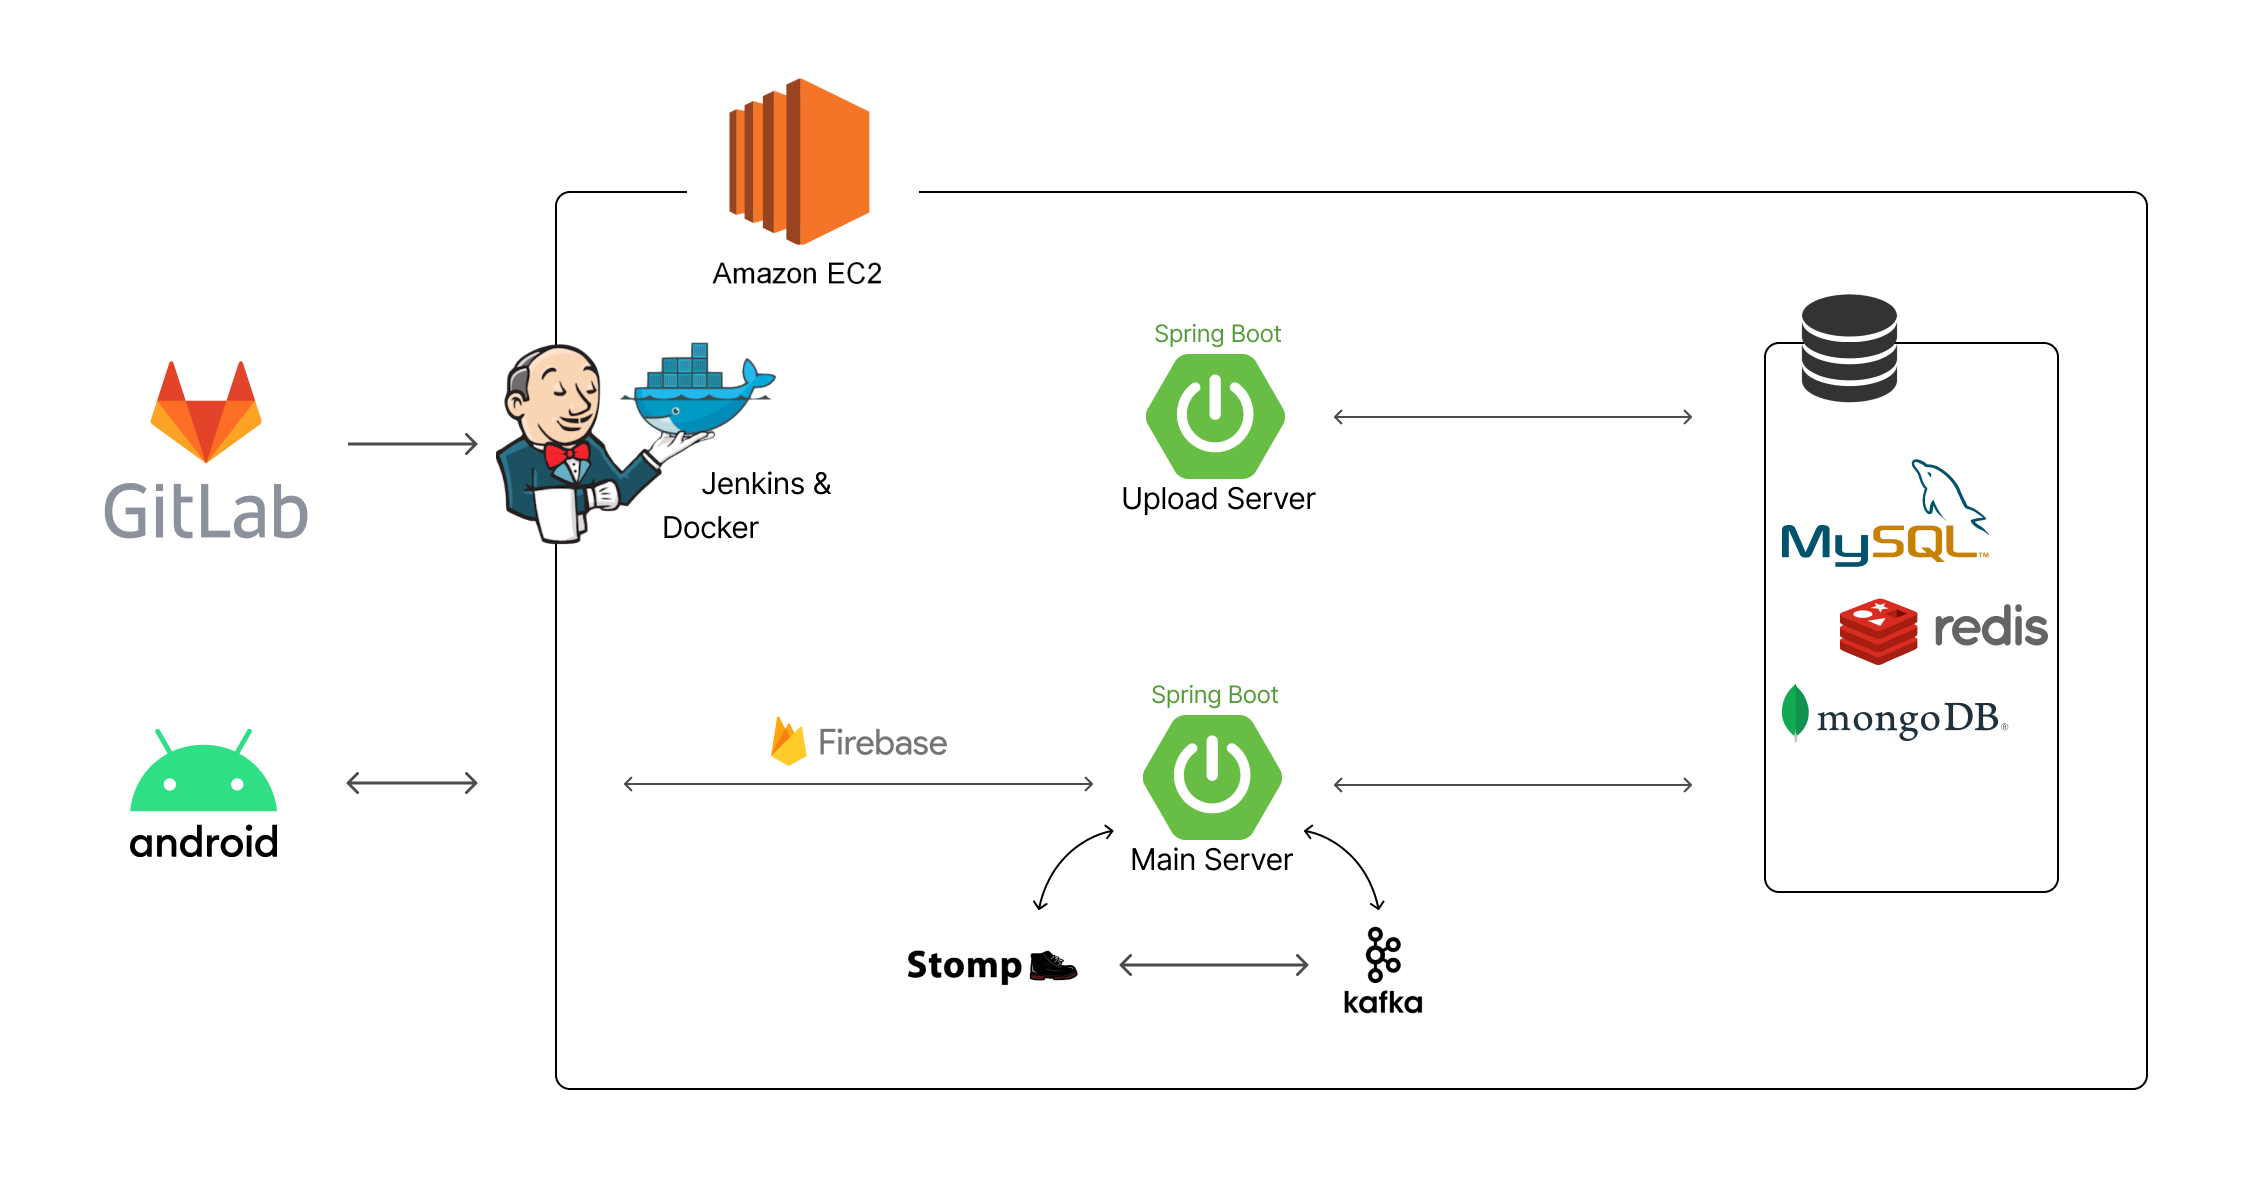 Amazon EC2
GitLab
Jenkins &
Docker
Spring Boot
Upload Server
MySQL™
redis
mongoDB®
android
Firebase
Spring Boot
Main Server
Stomp
kafka